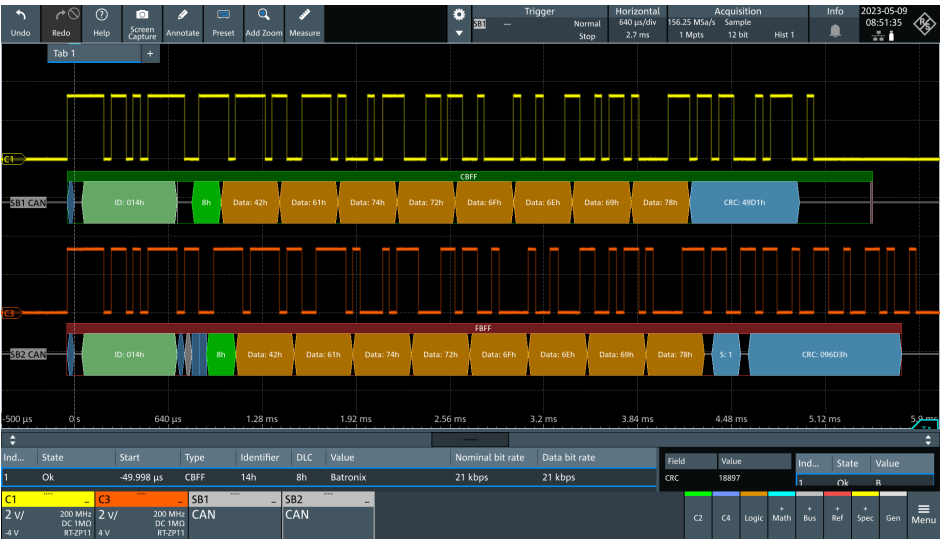 Undo
Redo
Help
Screen Capture
Annotate
Preset
Add Zoom
Measure
SB1
Trigger
Normal
Stop
Horizontal
640 µs/div
2.7 ms
Acquisition
156.25 MSa/s Sample
1 Mpts 12 bit Hist 1
Info
2023-05-09
08:51:35
Tab 1 +
C1
CBFF
SB1 CAN
ID: 014h 8h Data: 42h Data: 61h Data: 74h Data: 72h Data: 6Fh Data: 6Eh Data: 69h Data: 78h CRC: 49D1h
C3
FBFF
SB2 CAN
ID: 014h 8h Data: 42h Data: 61h Data: 74h Data: 72h Data: 6Fh Data: 6Eh Data: 69h Data: 78h S: 1 CRC: 096D3h
-500 µs 0 s 640 µs 1.28 ms 1.92 ms 2.56 ms 3.2 ms 3.84 ms 4.48 ms 5.12 ms 5.9 ms
TA
Ind... State Start Type Identifier DLC Value Nominal bit rate Data bit rate
1 Ok -49.998 µs CBFF 14h 8h Batronix 21 kbps 21 kbps
Field Value
CRC 18897
Ind... State Value
1 Ok B
C1
2 V/ 200 MHz
DC 1MΩ
-4 V RT-ZP11
C3
2 V/ 200 MHz
DC 1MΩ
4 V RT-ZP11
SB1
CAN
SB2
CAN
C2
C4
Logic
+ Math
+ Bus
+ Ref
+ Spec
Gen
Menu